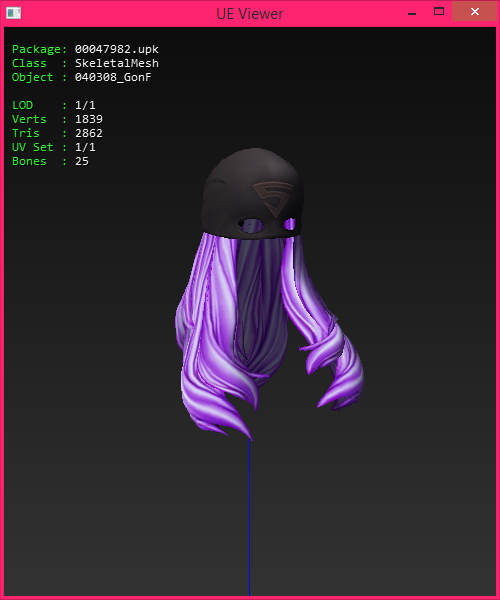 UE Viewer
Package: 00047982.upk
Class : SkeletalMesh
Object : 040308_GonF
LOD : 1/1
Verts : 1839
Tris : 2862
UV Set : 1/1
Bones : 25